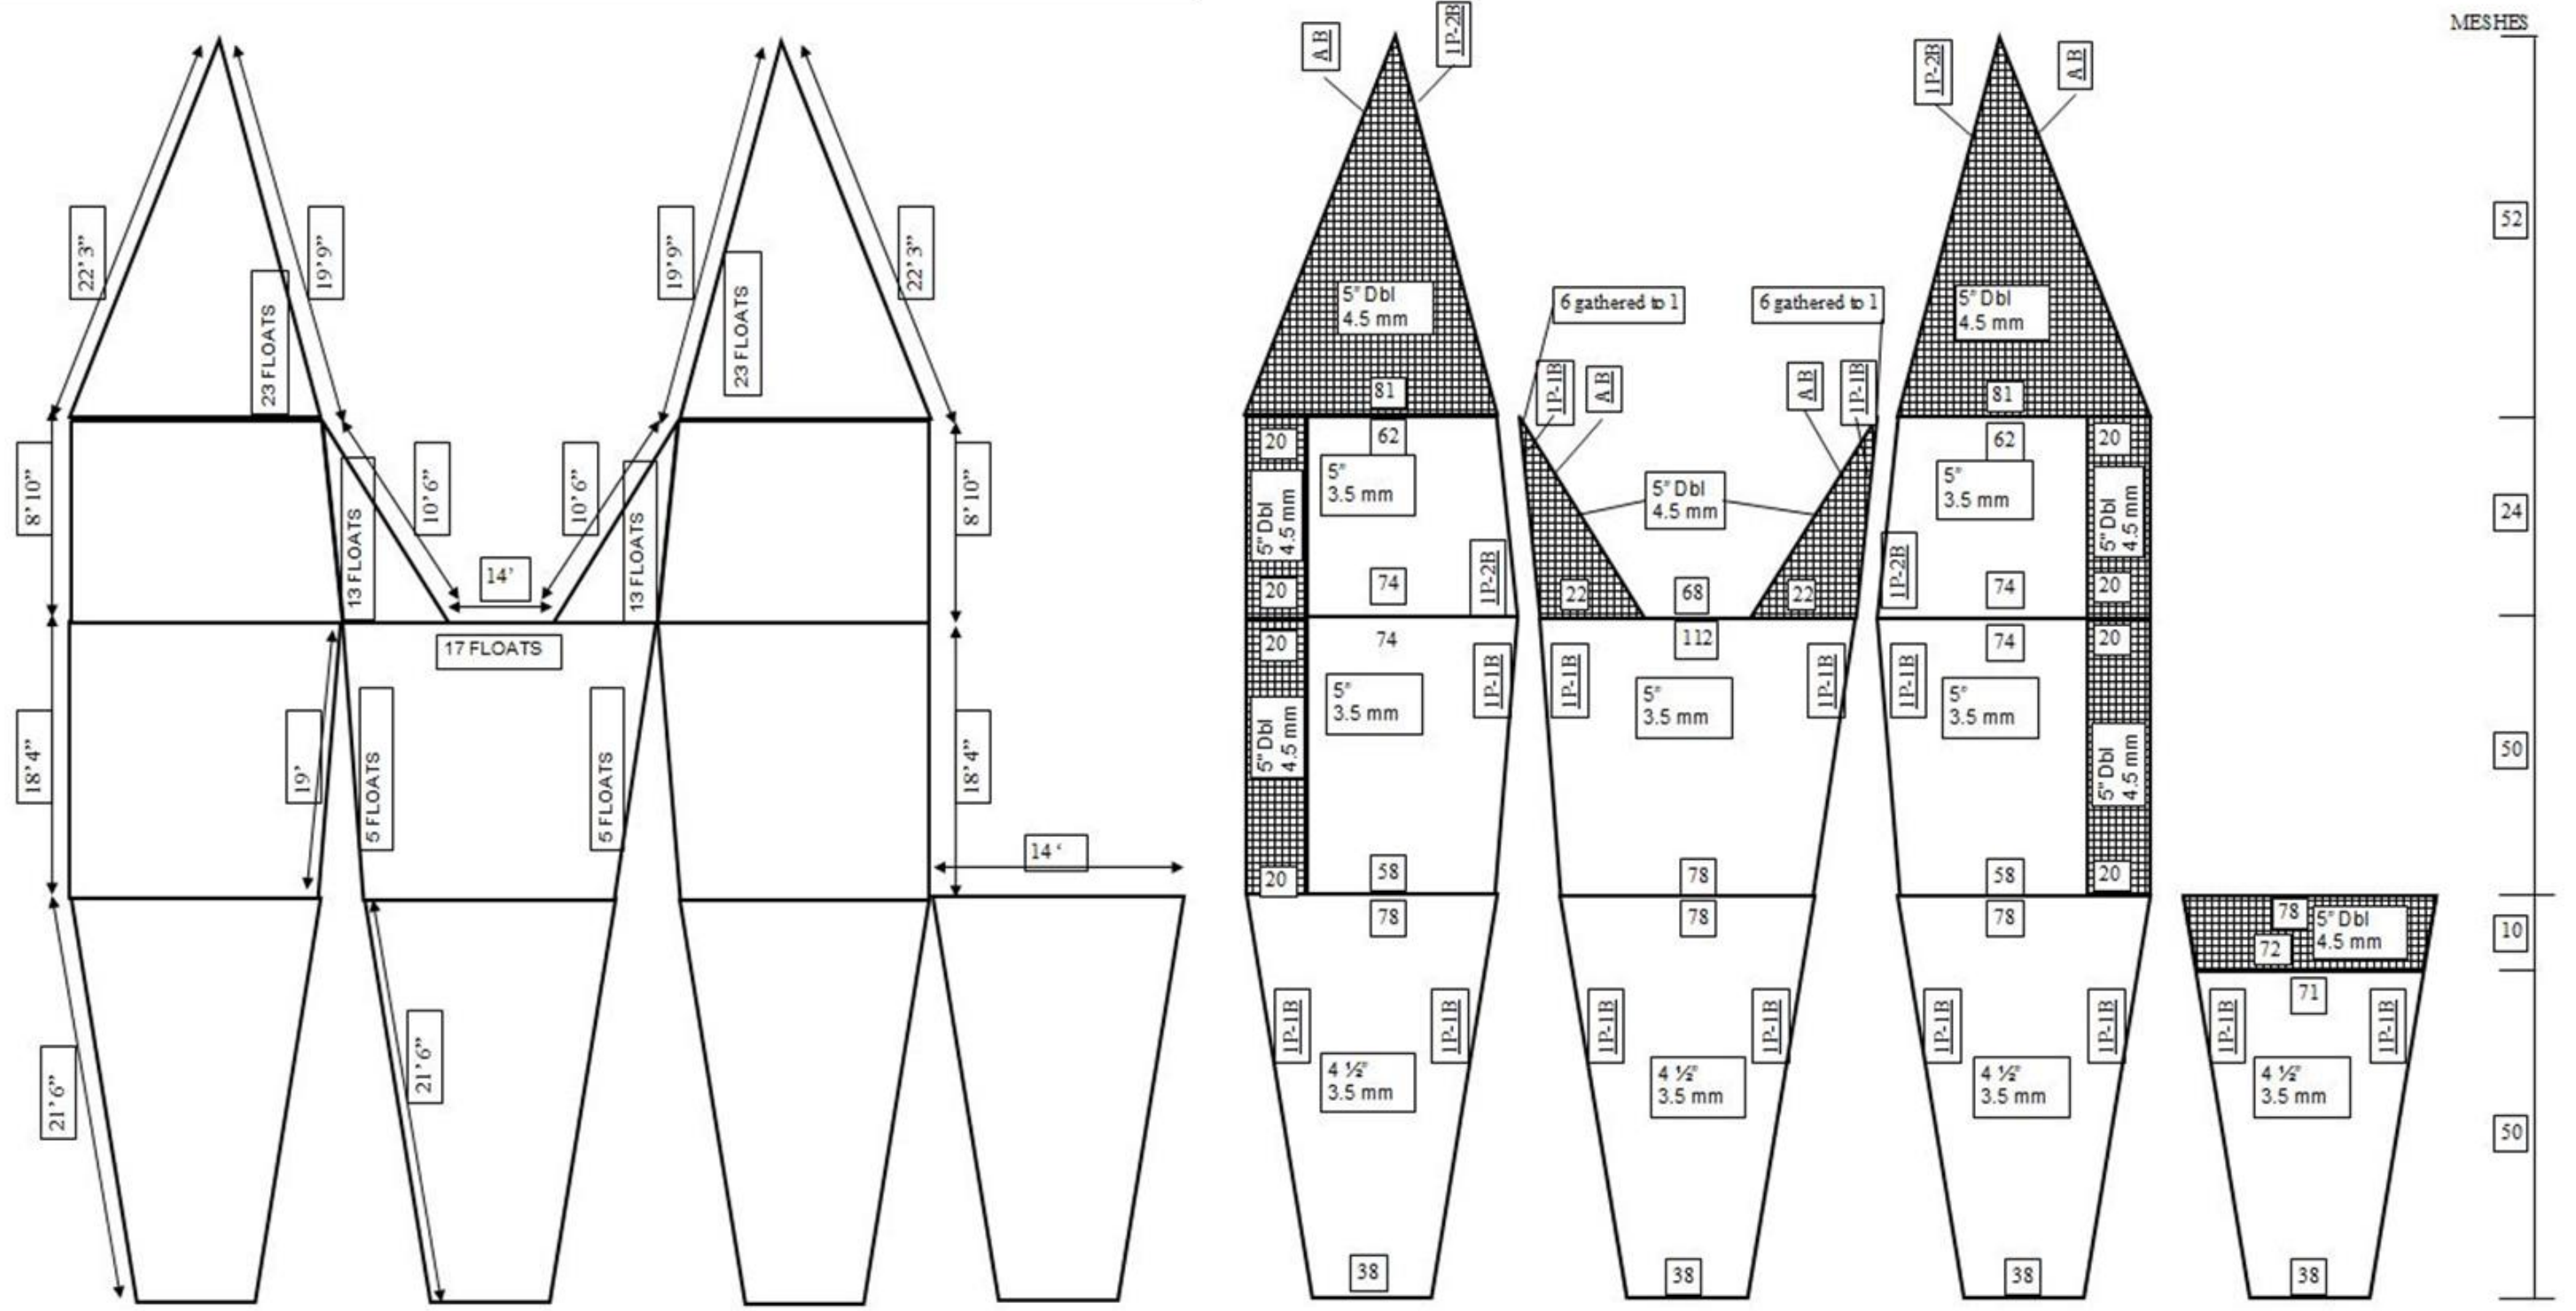 MESHES
22' 3"
19' 9"
23 FLOATS
19' 9"
23 FLOATS
22' 3"
8' 10"
13 FLOATS
10' 6"
14'
10' 6"
13 FLOATS
8' 10"
17 FLOATS
18' 4"
19'
5 FLOATS
5 FLOATS
18' 4"
14 '
21' 6"
21' 6"
A B
1P-2B
1P-2B
A B
52
5" Dbl
4.5 mm
81
6 gathered to 1
6 gathered to 1
5" Dbl
4.5 mm
81
20
62
5"
3.5 mm
5" Dbl
4.5 mm
20
74
1P-2B
1P-1B
A B
A B
1P-1B
5" Dbl
4.5 mm
22
68
22
62
20
5"
3.5 mm
5" Dbl
4.5 mm
1P-2B
74
20
24
20
74
5"
3.5 mm
1P-1B
5" Dbl
4.5 mm
20
58
112
1P-1B
1P-1B
5"
3.5 mm
78
74
20
1P-1B
5"
3.5 mm
5" Dbl
4.5 mm
58
20
50
78
1P-1B
1P-1B
4 ½"
3.5 mm
38
78
1P-1B
1P-1B
4 ½"
3.5 mm
38
78
1P-1B
1P-1B
4 ½"
3.5 mm
38
78
5" Dbl
4.5 mm
72
10
71
1P-1B
1P-1B
4 ½"
3.5 mm
38
50